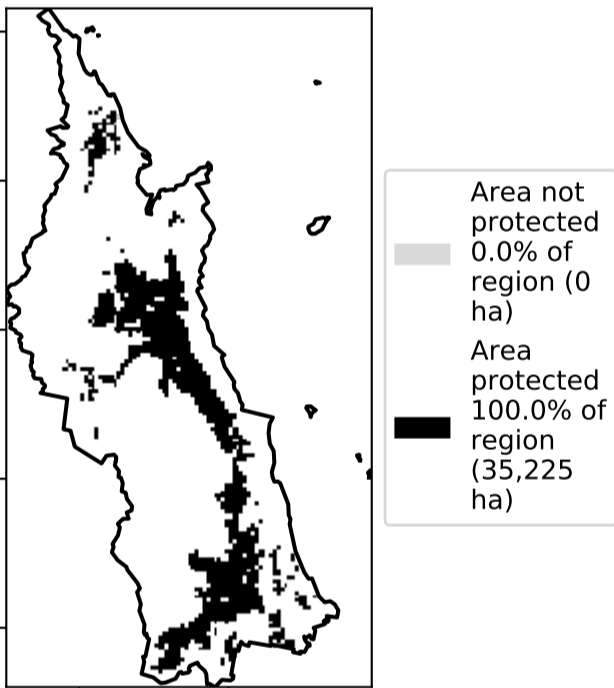 Area not
protected
0.0% of
region (0
ha)
Area
protected
100.0% of
region
(35,225
ha)